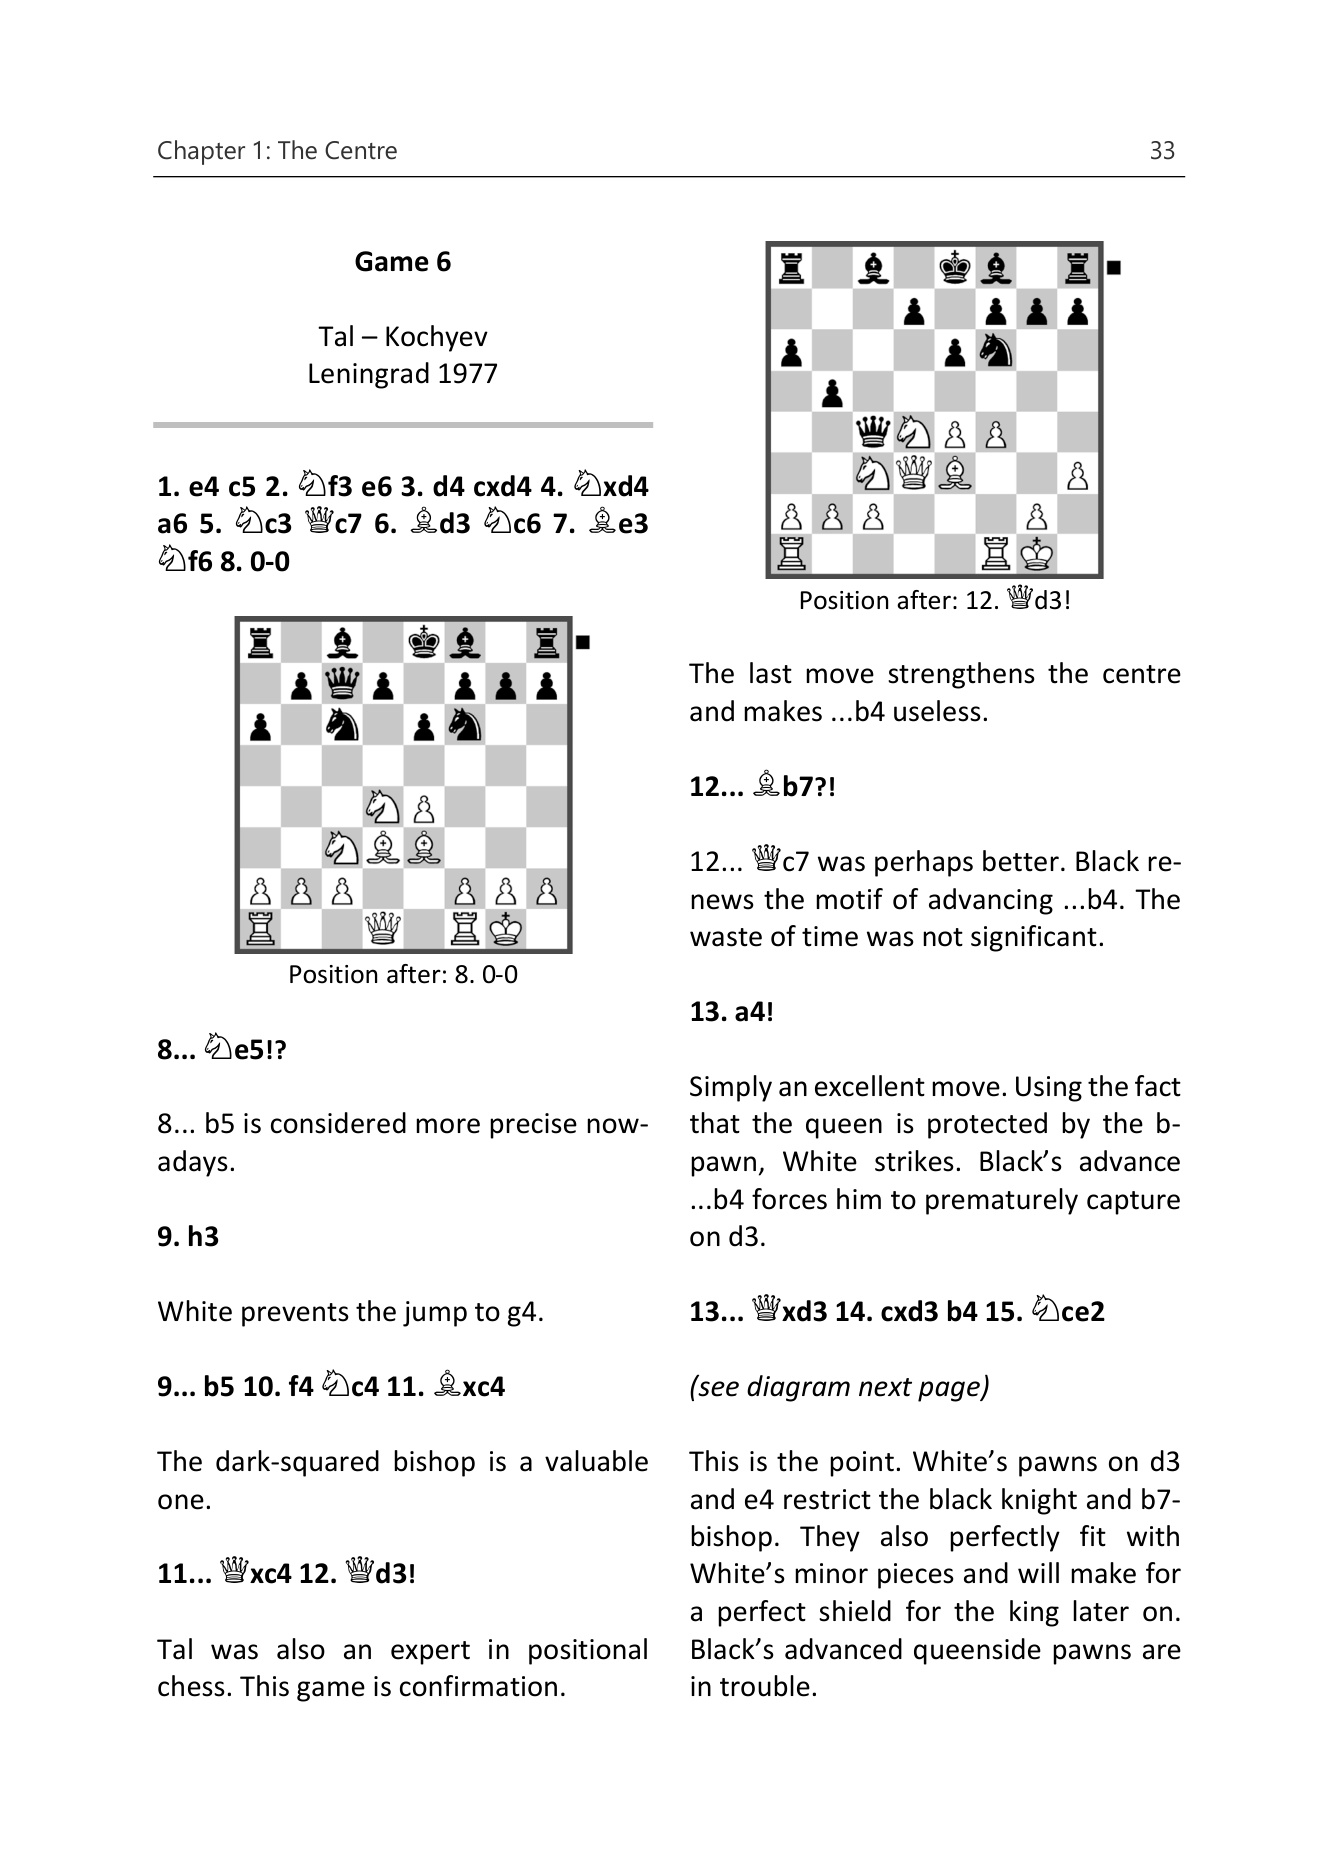 Chapter 1: The Centre 33
Game 6
Tal – Kochyev
Leningrad 1977
1. e4 c5 2. ♘f3 e6 3. d4 cxd4 4. ♘xd4
a6 5. ♘c3 ♕c7 6. ♗d3 ♘c6 7. ♗e3
♘f6 8. 0-0
Position after: 8. 0-0
8... ♘e5!?
8... b5 is considered more precise now-
adays.
9. h3
White prevents the jump to g4.
9... b5 10. f4 ♘c4 11. ♗xc4
The dark-squared bishop is a valuable
one.
11... ♕xc4 12. ♕d3!
Tal was also an expert in positional
chess. This game is confirmation.
Position after: 12. ♕d3!
The last move strengthens the centre
and makes ...b4 useless.
12... ♗b7?!
12... ♕c7 was perhaps better. Black re-
news the motif of advancing ...b4. The
waste of time was not significant.
13. a4!
Simply an excellent move. Using the fact
that the queen is protected by the b-
pawn, White strikes. Black’s advance
...b4 forces him to prematurely capture
on d3.
13... ♕xd3 14. cxd3 b4 15. ♘ce2
(see diagram next page)
This is the point. White’s pawns on d3
and e4 restrict the black knight and b7-
bishop. They also perfectly fit with
White’s minor pieces and will make for
a perfect shield for the king later on.
Black’s advanced queenside pawns are
in trouble.